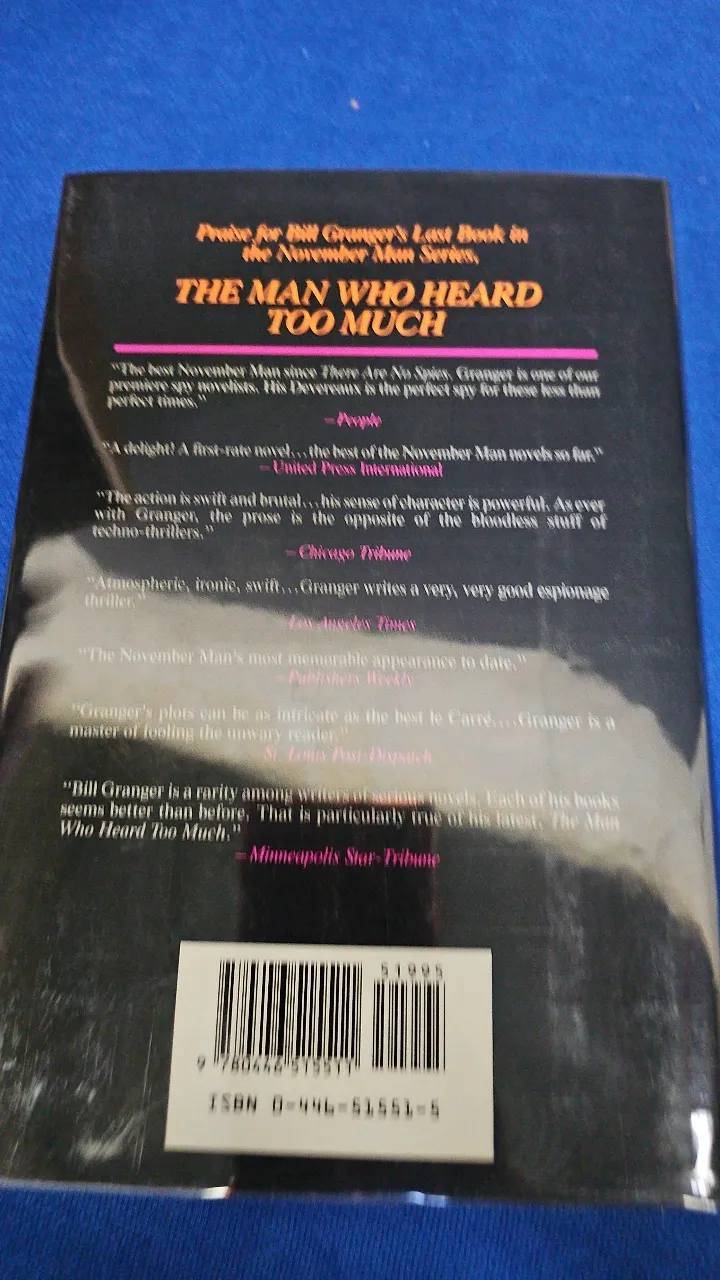 Praise for Bill Granger's Last Book in
the November Man Series,
THE MAN WHO HEARD
TOO MUCH
"The best November Man since There Are No Spies. Granger is one of our
premiere spy novelists. His Devereaux is the perfect spy for these less than
perfect times."
—People
"A delight! A first-rate novel...the best of the November Man novels so far."
—United Press International
"The action is swift and brutal...his sense of character is powerful. As ever
with Granger, the prose is the opposite of the bloodless stuff of
techno-thrillers."
—Chicago Tribune
"Atmospheric, ironic, swift...Granger writes a very, very good espionage
thriller."
Los Angeles Times
"The November Man's most memorable appearance to date."
—Publishers Weekly
"Granger's plots can be as intricate as the best le Carré....Granger is a
master of fooling the unwary reader."
St. Louis Post-Dispatch
"Bill Granger is a rarity among writers of serious novels. Each of his books
seems better than before. That is particularly true of his latest, The Man
Who Heard Too Much."
—Minneapolis Star-Tribune
51995
9 780446 515511
ISBN 0-446-51551-5